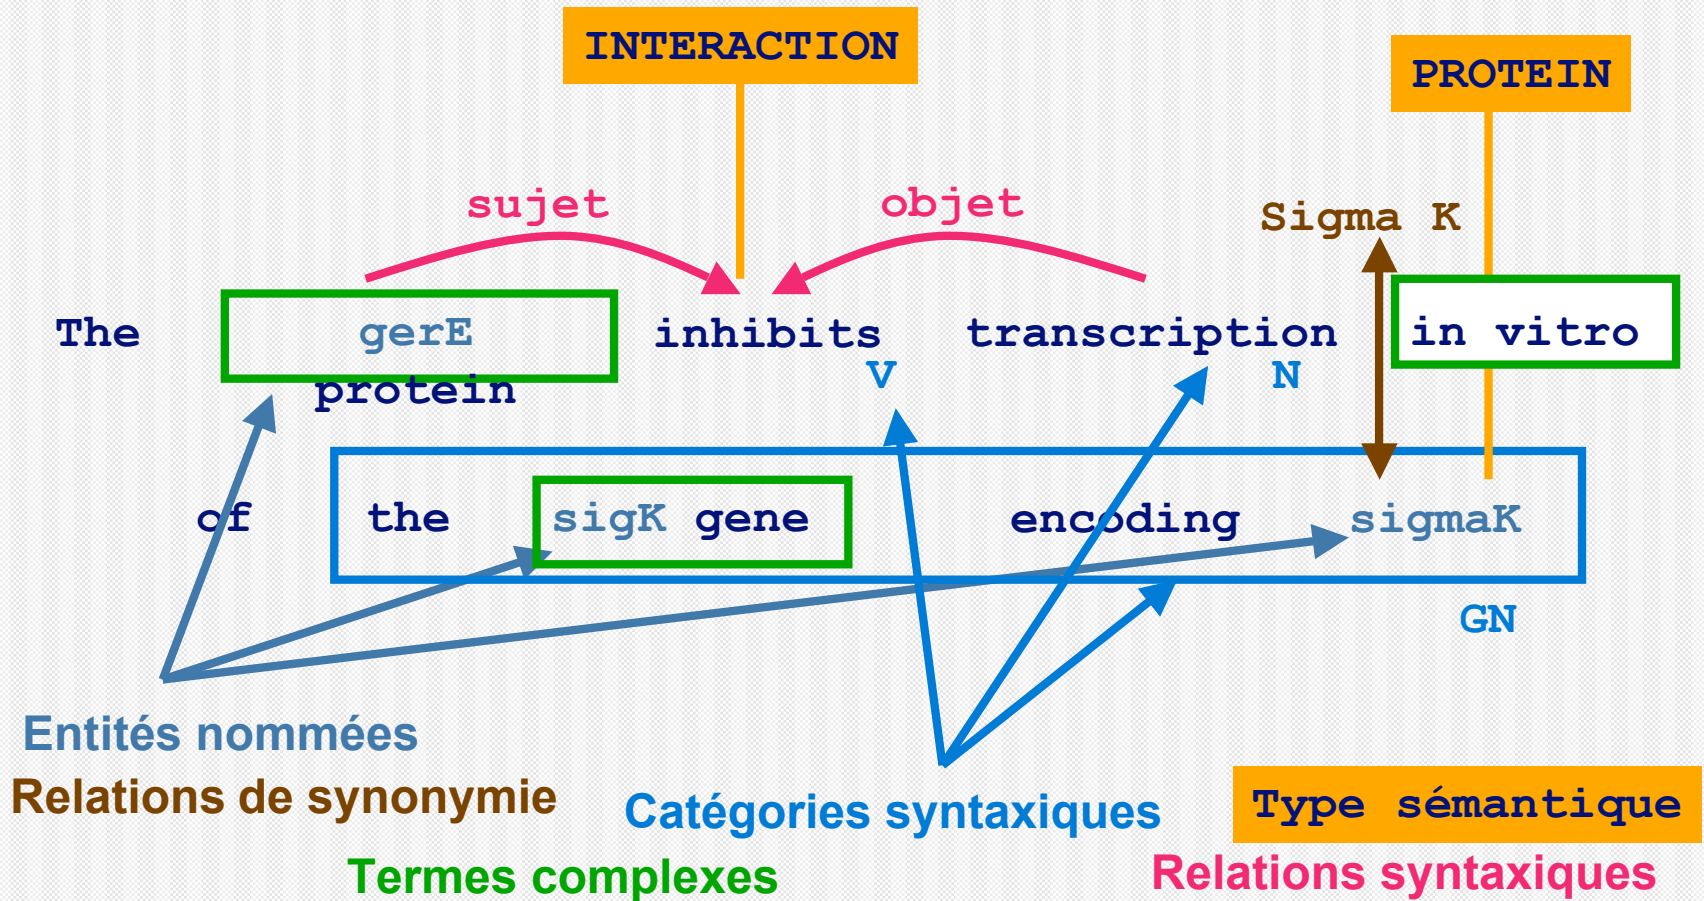 INTERACTION
PROTEIN
sujet
objet
Sigma K
The gerE inhibits transcription in vitro
protein
V
N
of the sigK gene encoding sigmaK
GN
Entités nommées
Relations de synonymie
Catégories syntaxiques
Type sémantique
Termes complexes
Relations syntaxiques